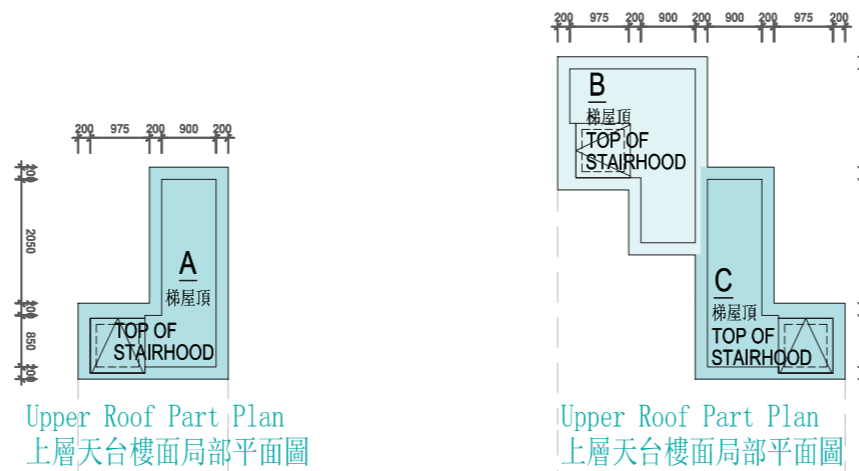 200 975 200 900 200 900 200 975 200
200 975 200 900 200
B
梯屋頂
TOP OF
STAIRHOOD
200
2050
200
850
200
A
梯屋頂
TOP OF
STAIRHOOD
C
梯屋頂
TOP OF
STAIRHOOD
Upper Roof Part Plan
上層天台樓面局部平面圖
Upper Roof Part Plan
上層天台樓面局部平面圖